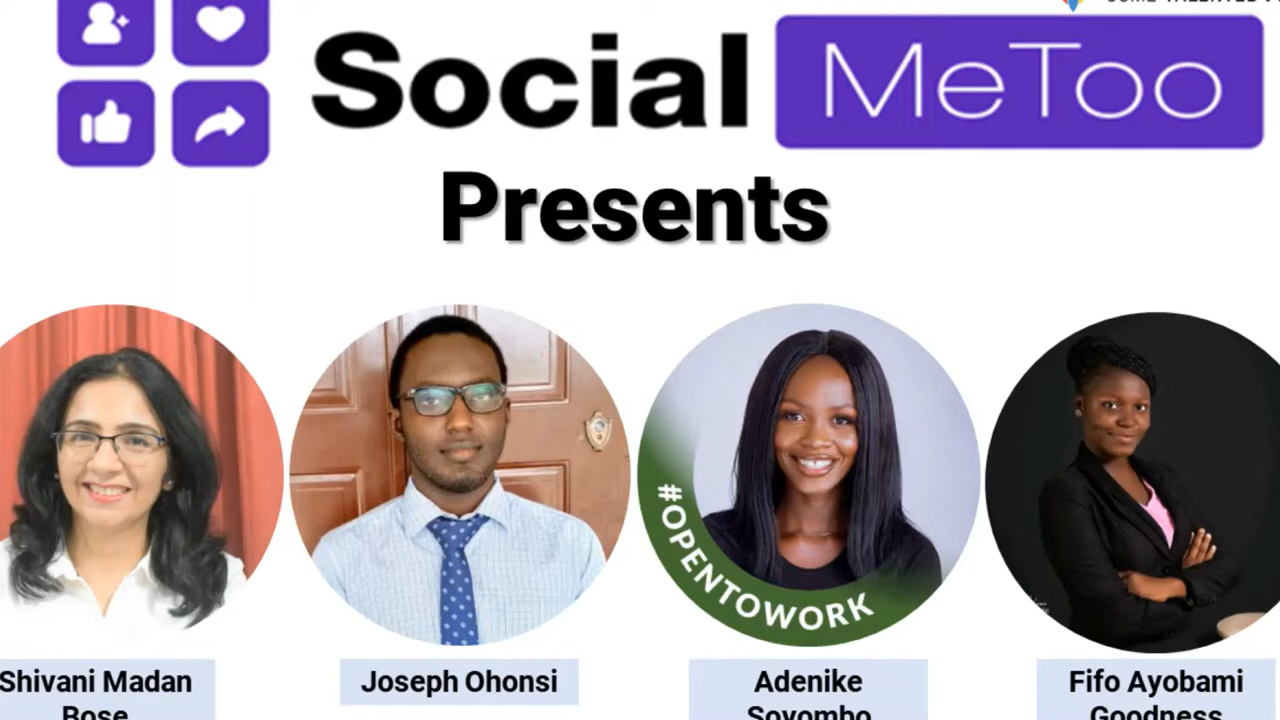 Social MeToo
Presents
#OPENTOWORK
Shivani Madan
Bose
Joseph Ohonsi
Adenike
Soyombo
Fifo Ayobami
Goodness